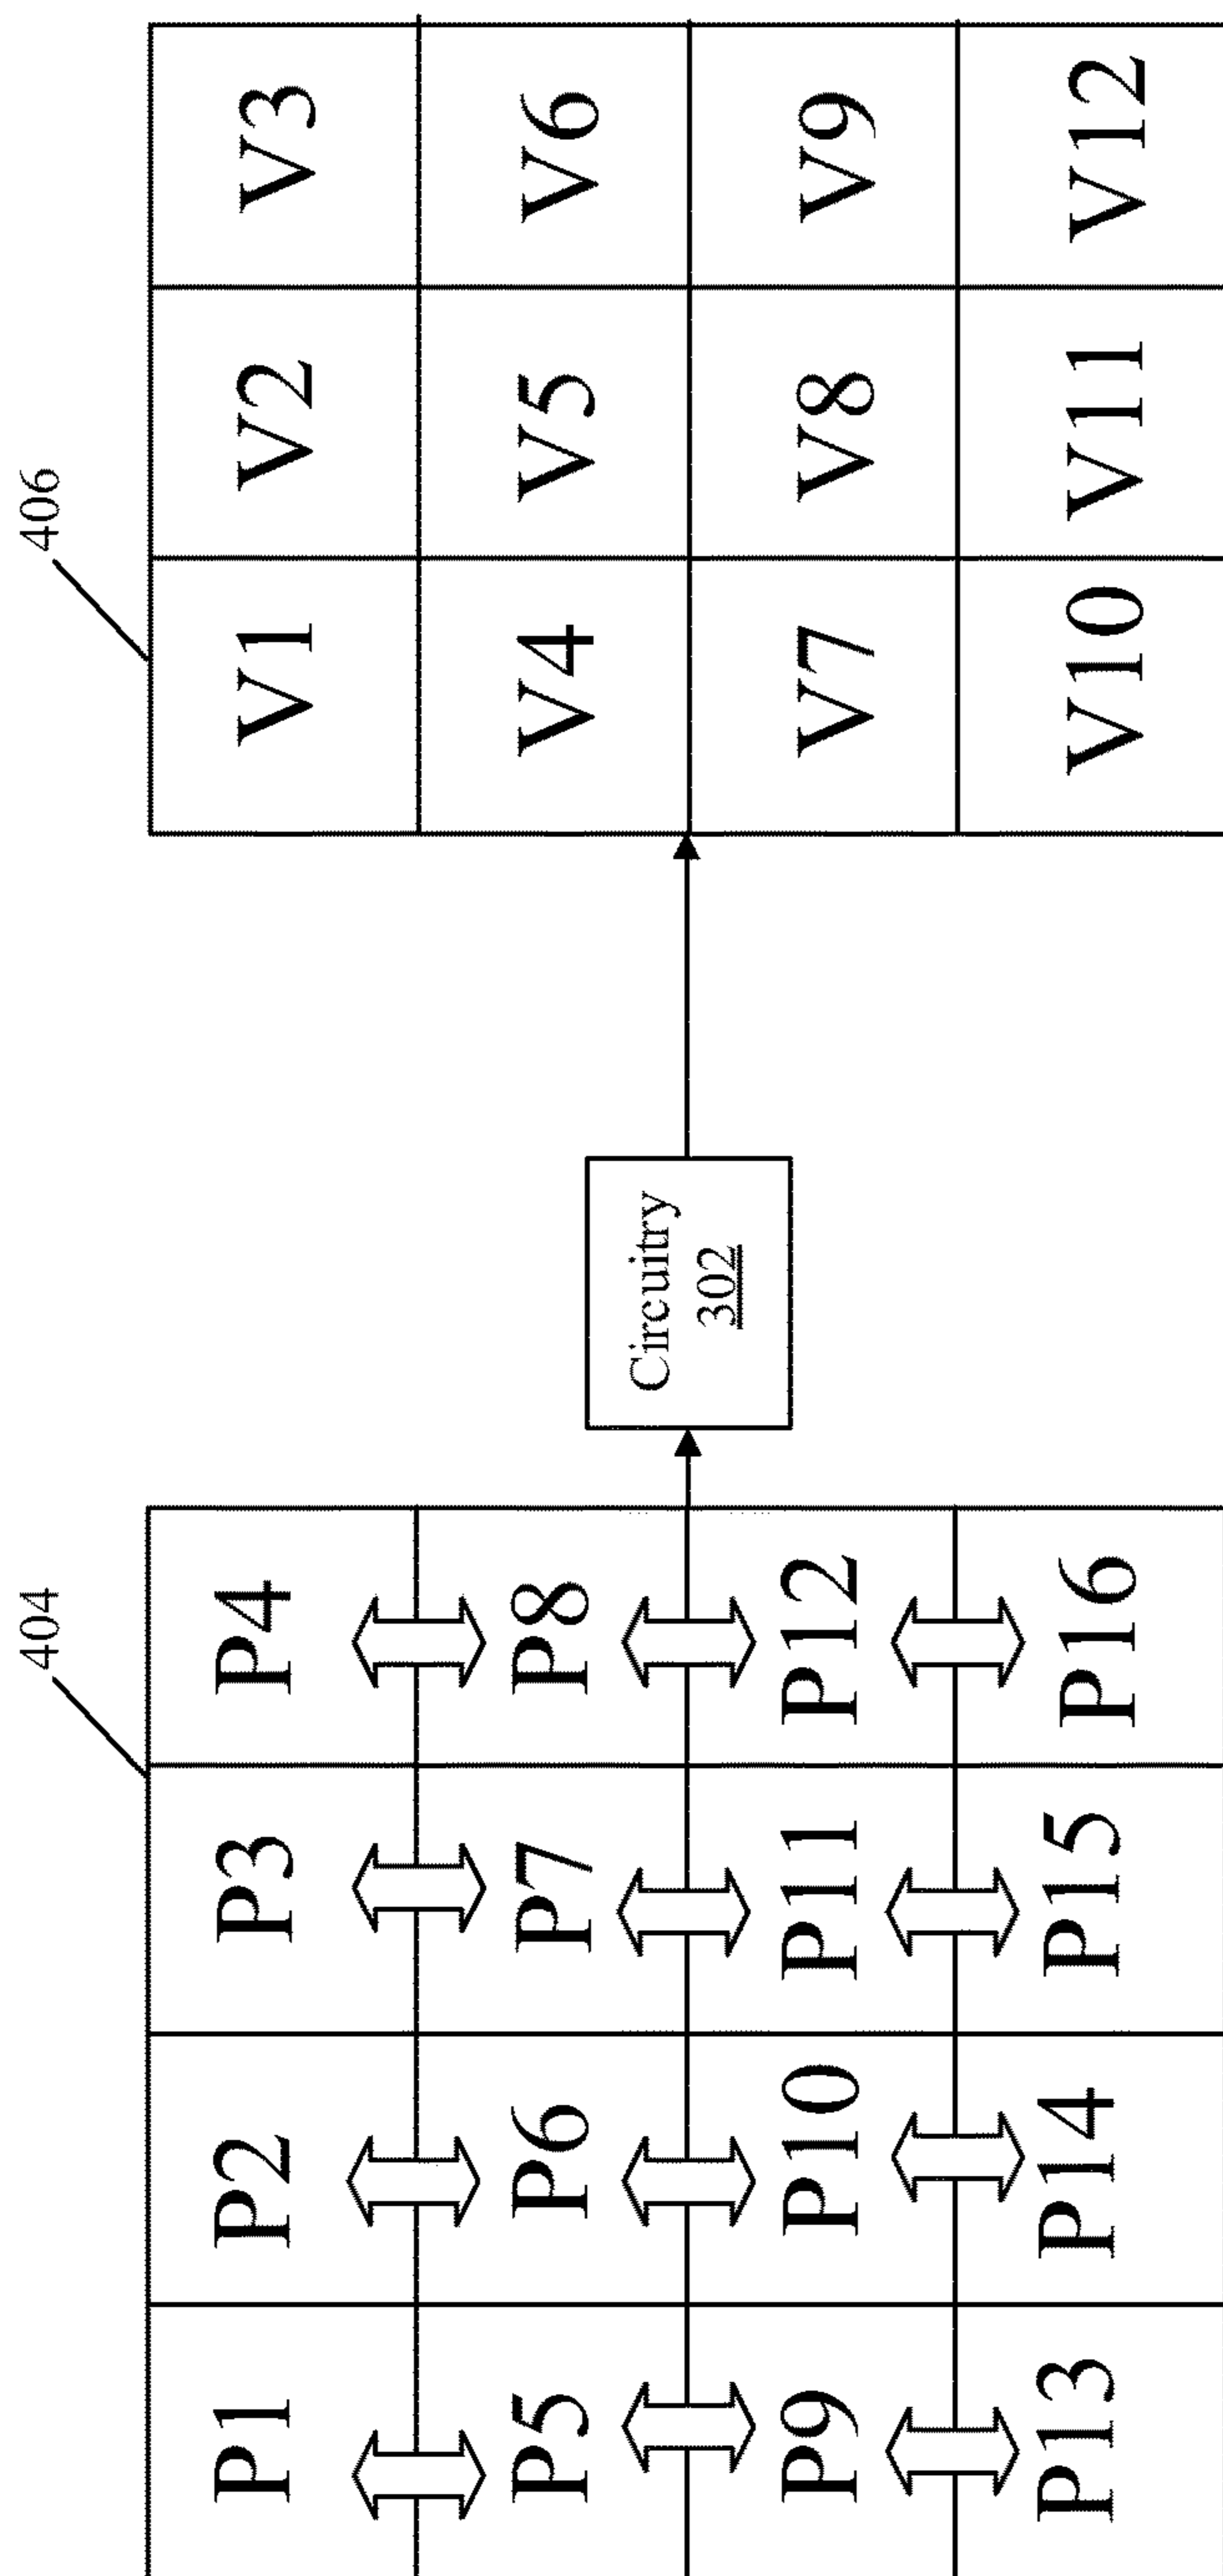 404
P1 P2 P3 P4
P5 P6 P7 P8
P9 P10 P11 P12
P13 P14 P15 P16
Circuitry
302
406
V1 V2 V3
V4 V5 V6
V7 V8 V9
V10 V11 V12